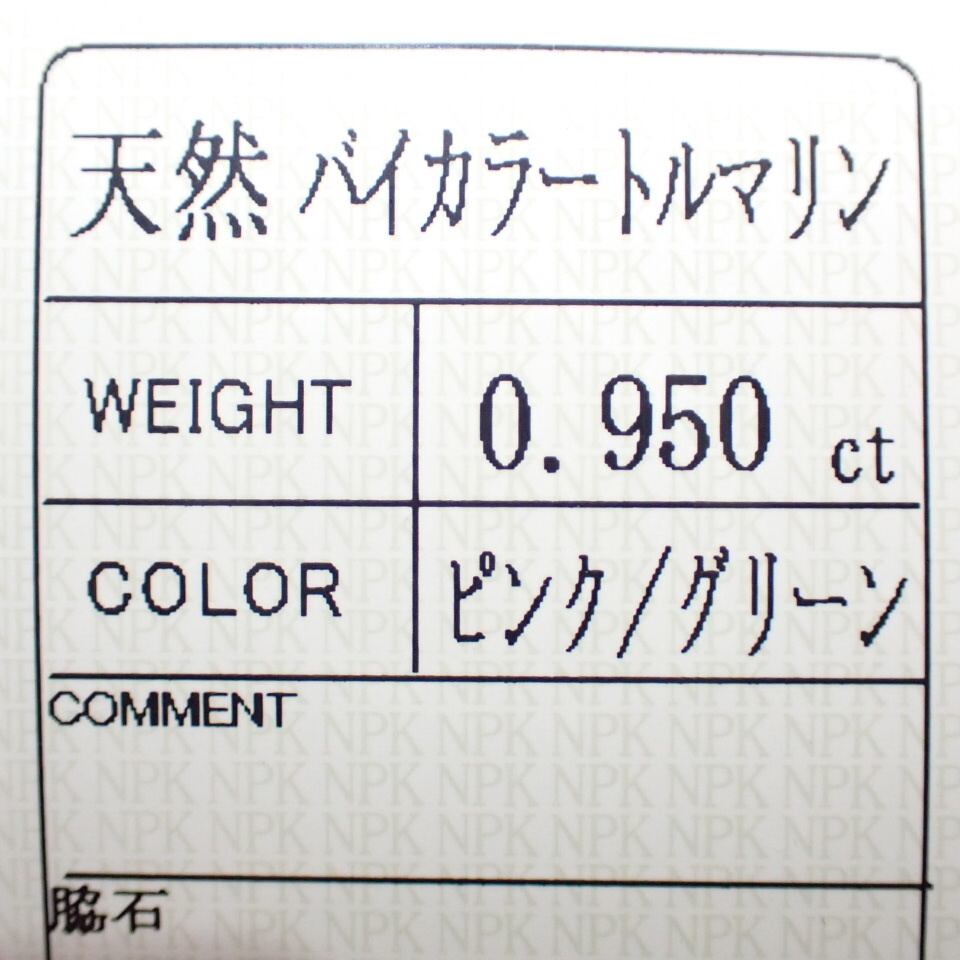 天然 バイカラートルマリン
WEIGHT 0.950 ct
COLOR ピンク/グリーン
COMMENT
脇石